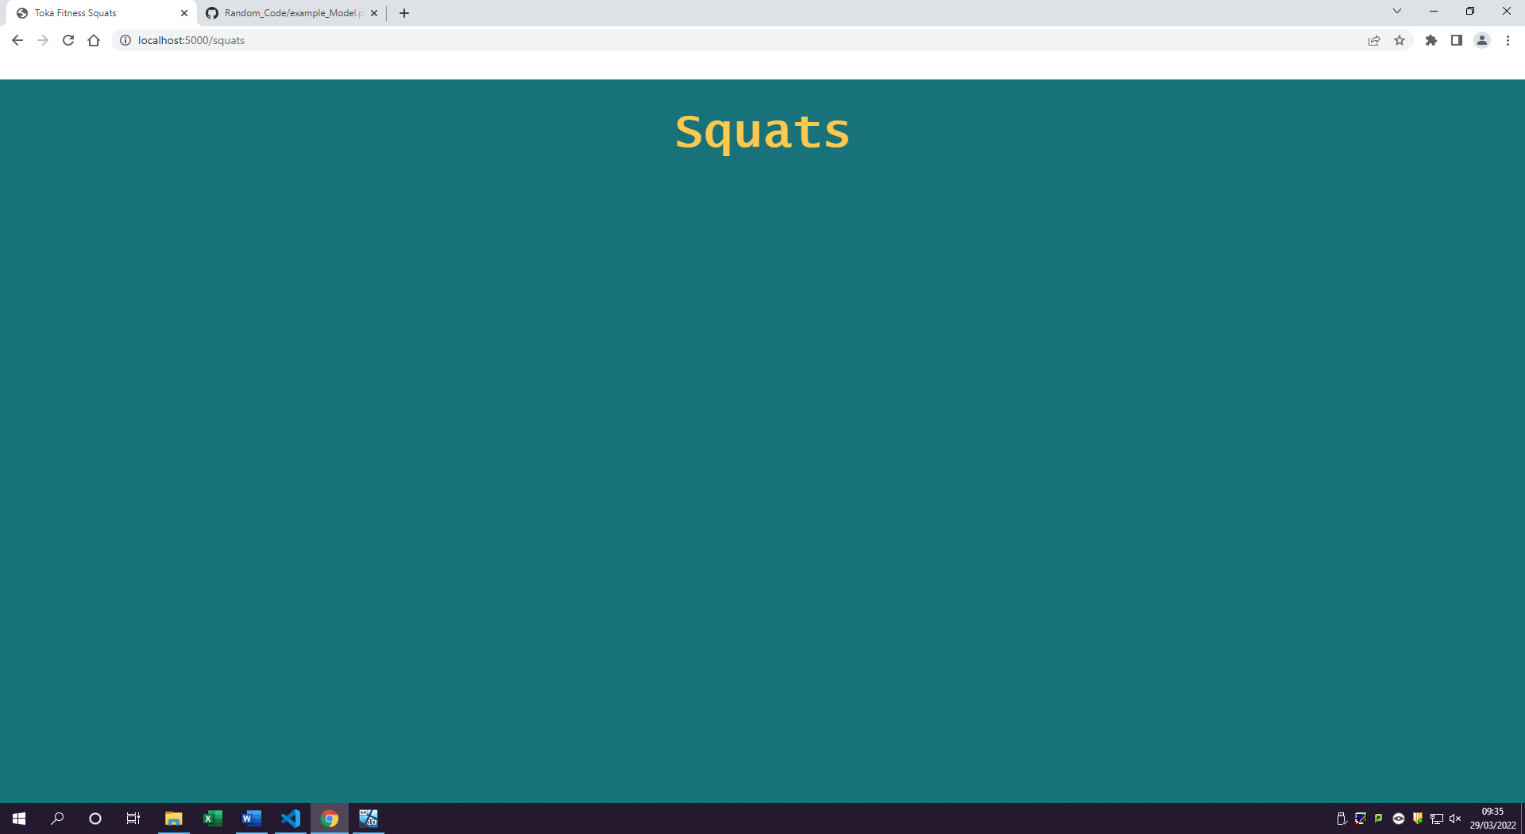 Toka Fitness Squats
Random_Code/example_Model.p
localhost:5000/squats
Squats
09:35
29/03/2022